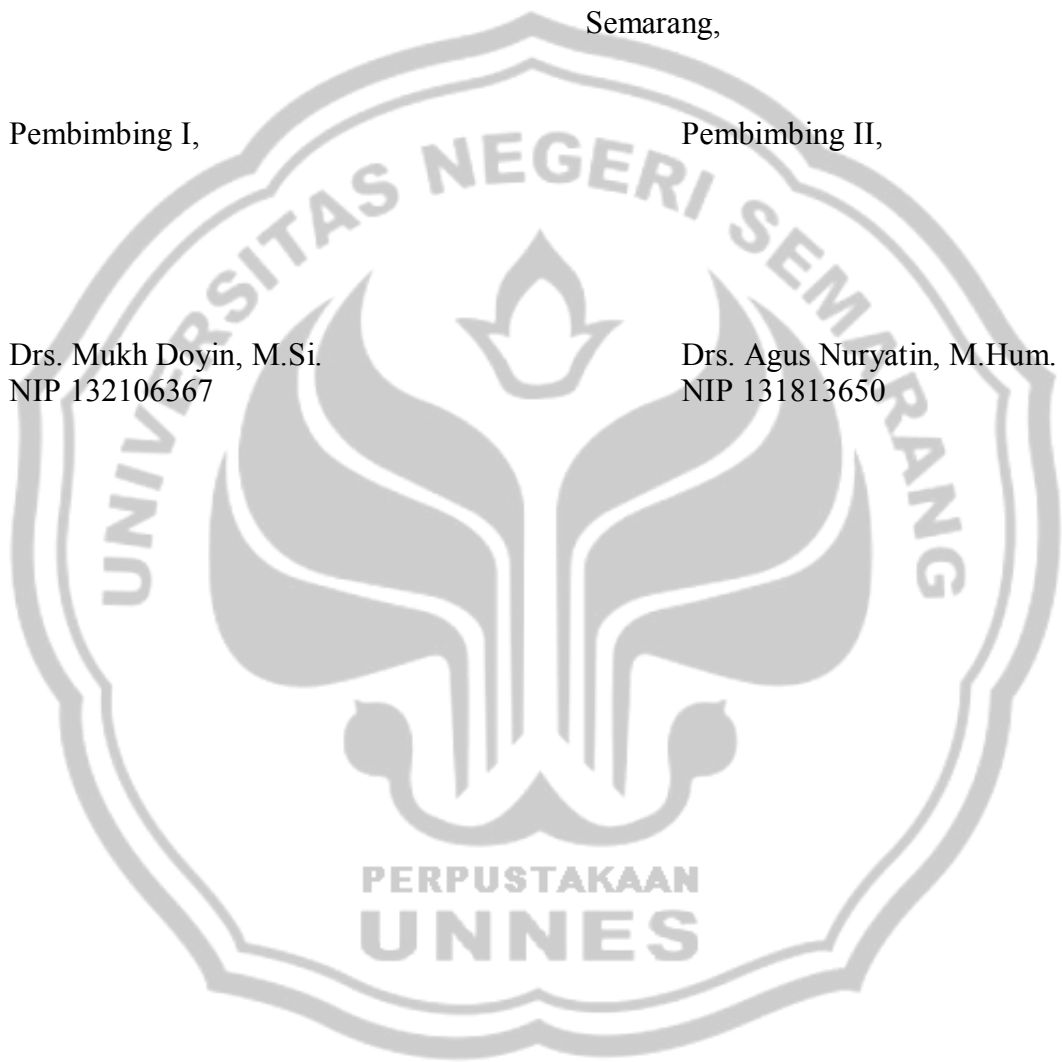 Semarang,
Pembimbing I, Pembimbing II,
UNIVERSITAS NEGERI SEMARANG
Drs. Mukh Doyin, M.Si. Drs. Agus Nuryatin, M.Hum.
NIP 132106367 NIP 131813650
PERPUSTAKAAN
UNNES